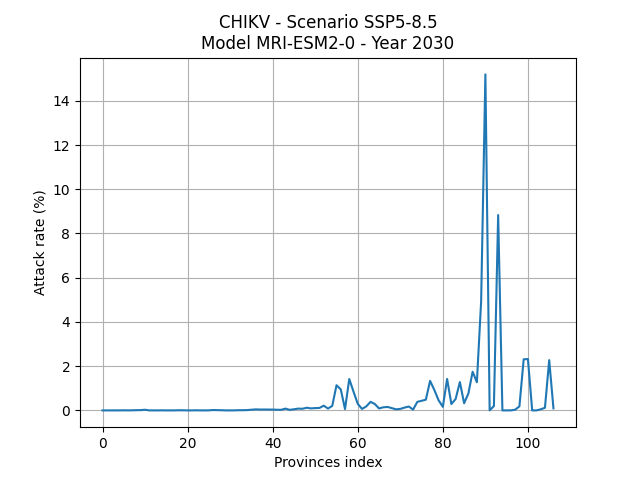 CHIKV - Scenario SSP5-8.5
Model MRI-ESM2-0 - Year 2030
Attack rate (%)
14
12
10
8
6
4
2
0
0 20 40 60 80 100
Provinces index